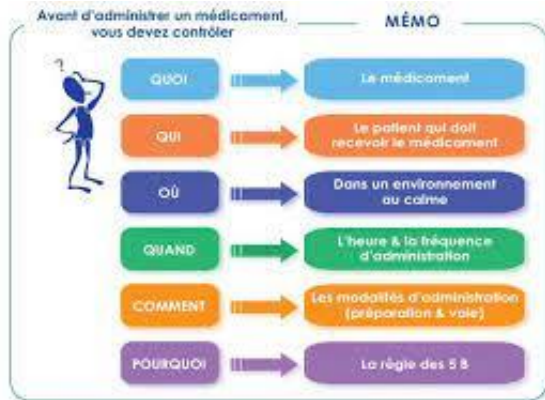 Avant d'administrer un médicament,
vous devez contrôler
MÉMO
?
QUOI
Le médicament
QUI
Le patient qui doit
recevoir le médicament
OÙ
Dans un environnement
au calme
QUAND
L'heure & la fréquence
d'administration
COMMENT
Les modalités d'administration
(préparation & voie)
POURQUOI
La règle des 5 B